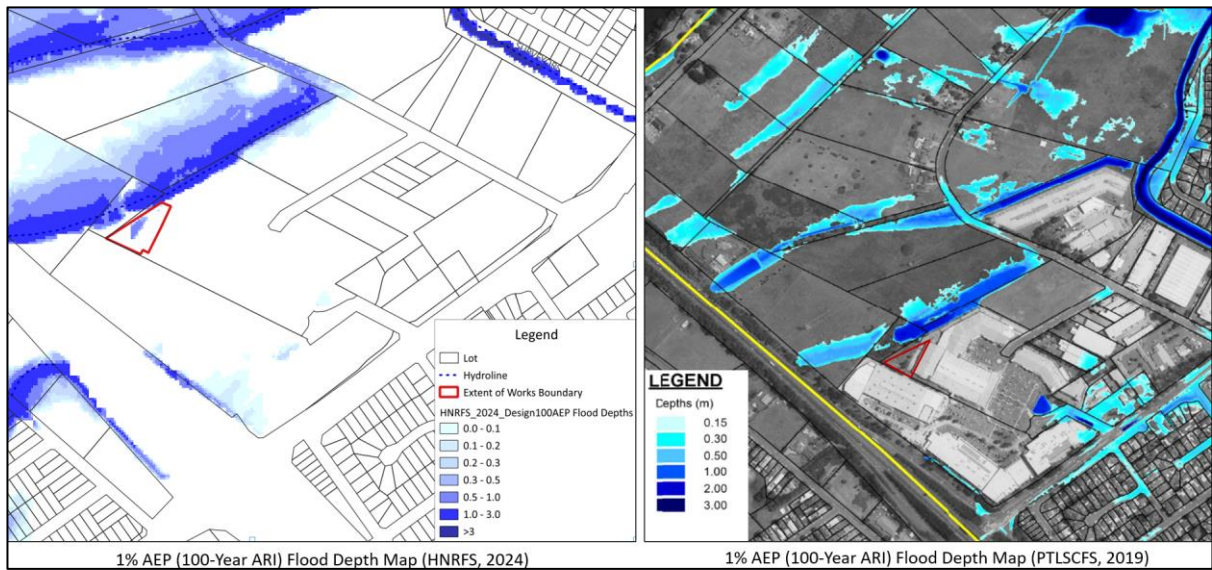 Legend
Lot
Hydroline
Extent of Works Boundary
HNRFS_2024_Design100AEP Flood Depths
0.0 - 0.1
0.1 - 0.2
0.2 - 0.3
0.3 - 0.5
0.5 - 1.0
1.0 - 3.0
>3
1% AEP (100-Year ARI) Flood Depth Map (HNRFS, 2024)
LEGEND
Depths (m)
0.15
0.30
0.50
1.00
2.00
3.00
1% AEP (100-Year ARI) Flood Depth Map (PTLSCFS, 2019)